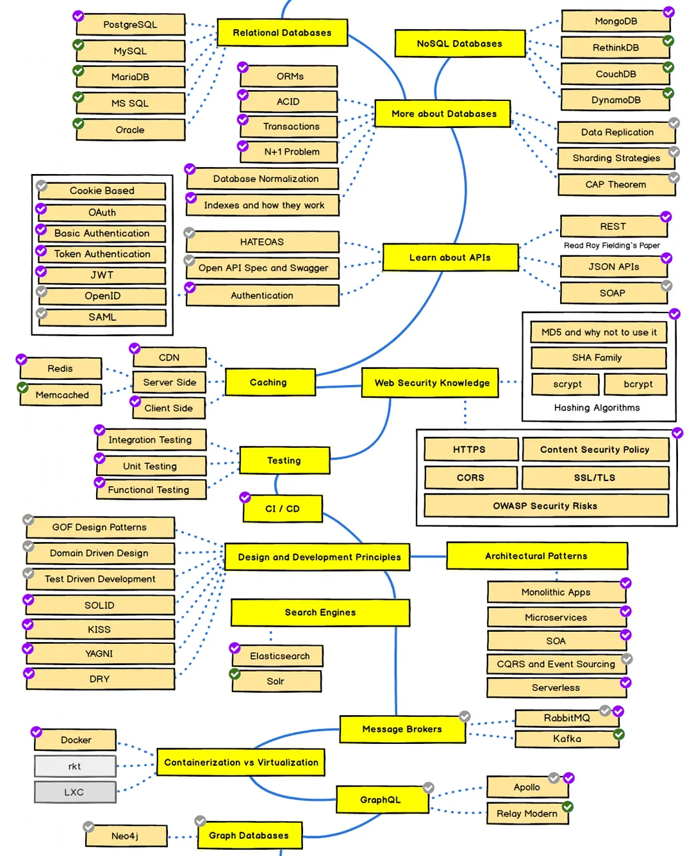 PostgreSQL
MySQL
MariaDB
MS SQL
Oracle
Relational Databases
NoSQL Databases
MongoDB
RethinkDB
CouchDB
DynamoDB
ORMs
ACID
Transactions
N+1 Problem
Database Normalization
Indexes and how they work
More about Databases
Data Replication
Sharding Strategies
CAP Theorem
Cookie Based
OAuth
Basic Authentication
Token Authentication
JWT
OpenID
SAML
HATEOAS
Open API Spec and Swagger
Authentication
Learn about APIs
REST
Read Roy Fielding's Paper
JSON APIs
SOAP
Redis
Memcached
CDN
Server Side
Client Side
Caching
Web Security Knowledge
MD5 and why not to use it
SHA Family
scrypt
bcrypt
Hashing Algorithms
HTTPS
Content Security Policy
CORS
SSL/TLS
OWASP Security Risks
Integration Testing
Unit Testing
Functional Testing
Testing
CI / CD
GOF Design Patterns
Domain Driven Design
Test Driven Development
SOLID
KISS
YAGNI
DRY
Design and Development Principles
Architectural Patterns
Monolithic Apps
Microservices
SOA
CQRS and Event Sourcing
Serverless
Search Engines
Elasticsearch
Solr
Message Brokers
RabbitMQ
Kafka
Docker
rkt
LXC
Containerization vs Virtualization
GraphQL
Apollo
Relay Modern
Neo4j
Graph Databases